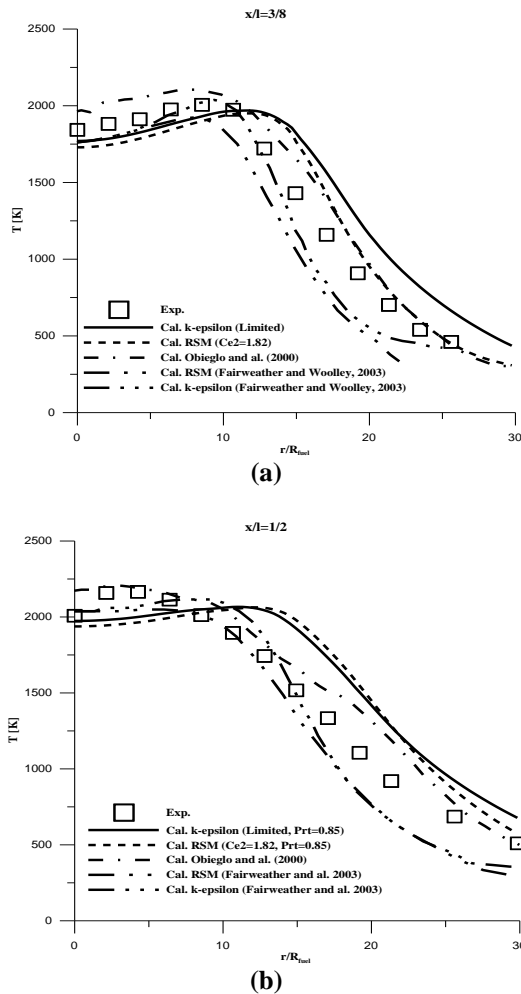 x/l=3/8
2500
2000
1500
1000
500
0
T [K]
Exp.
Cal. k-epsilon (Limited)
Cal. RSM (Ce2=1.82)
Cal. Obieglo and al. (2000)
Cal. RSM (Fairweather and Woolley, 2003)
Cal. k-epsilon (Fairweather and Woolley, 2003)
0 10 20 30
r/Rfuel
(a)
x/l=1/2
2500
2000
1500
1000
500
0
T [K]
Exp.
Cal. k-epsilon (Limited, Prt=0.85)
Cal. RSM (Ce2=1.82, Prt=0.85)
Cal. Obieglo and al. (2000)
Cal. RSM (Fairweather and al. 2003)
Cal. k-epsilon (Fairweather and al. 2003)
0 10 20 30
r/Rfuel
(b)